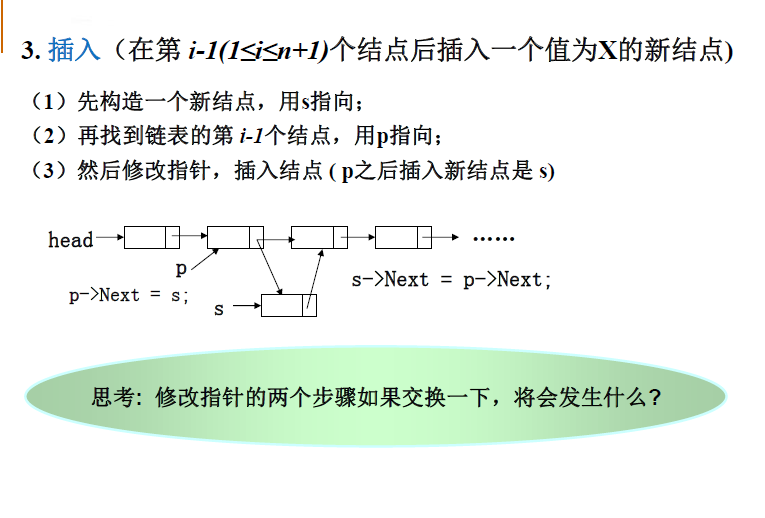 3. 插入（在第 i-1(1≤i≤n+1)个结点后插入一个值为X的新结点)
（1）先构造一个新结点，用s指向；
（2）再找到链表的第 i-1个结点，用p指向；
（3）然后修改指针，插入结点 ( p之后插入新结点是 s)
head
……
p
s->Next = p->Next;
p->Next = s;
s
思考：修改指针的两个步骤如果交换一下，将会发生什么?